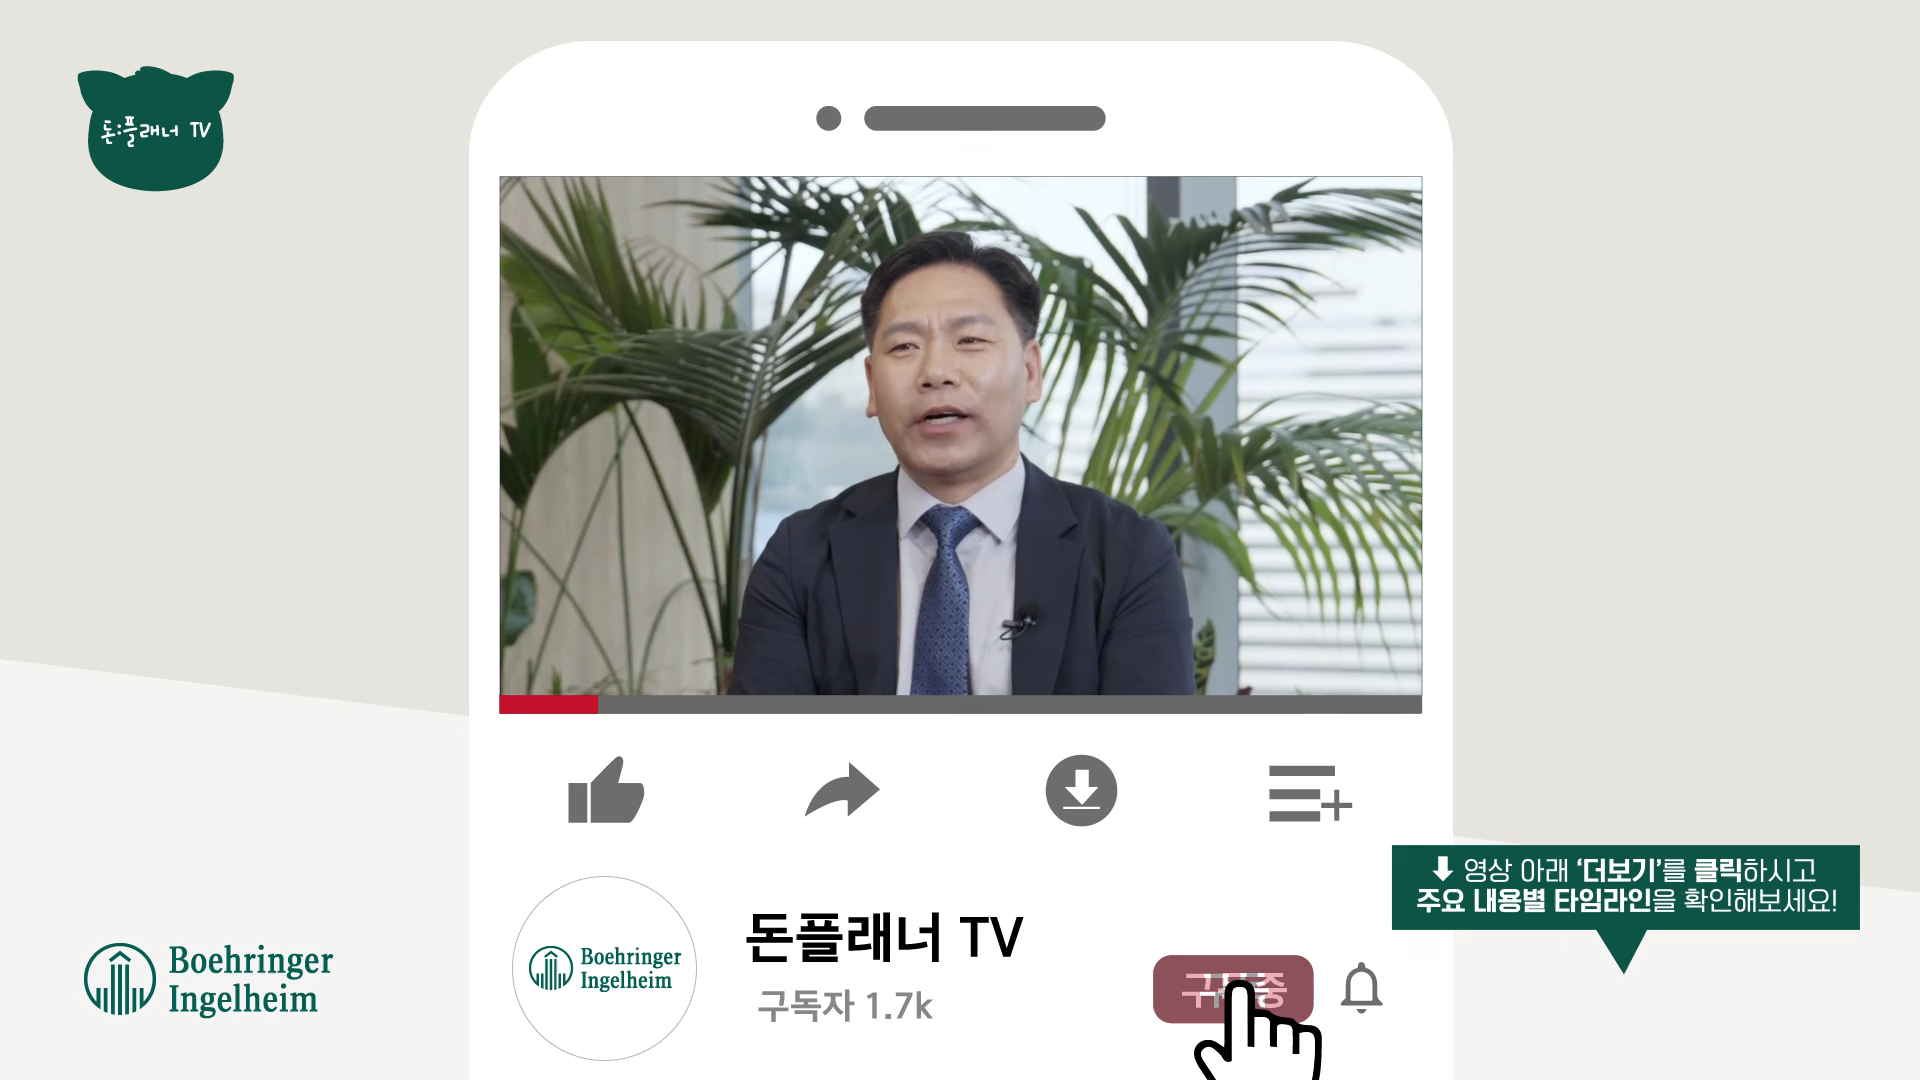 돈:플래너 TV
영상 아래 ‘더보기’를 클릭하시고
주요 내용별 타임라인을 확인해보세요!
Boehringer
Ingelheim
Boehringer
Ingelheim
돈플래너 TV
구독자 1.7k